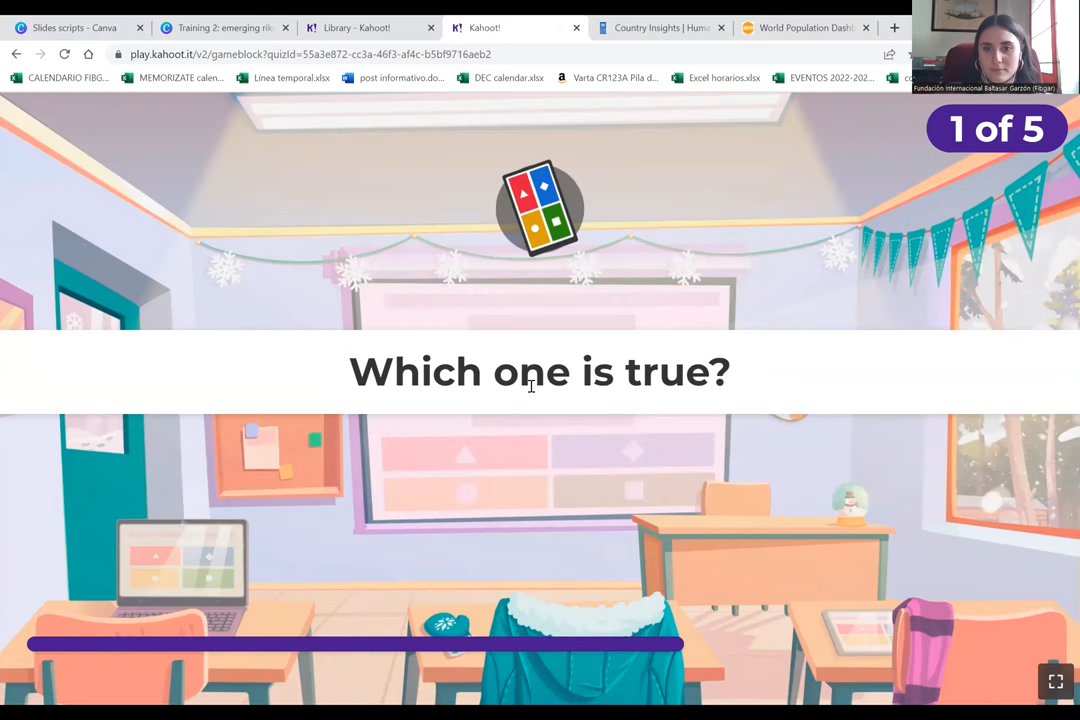 Slides scripts - Canva
Training 2: emerging risk
Library - Kahoot!
Kahoot!
Country Insights | Huma
World Population Dashb
play.kahoot.it/v2/gameblock?quizId=55a3e872-cc3a-46f3-af4c-b5bf9716aeb2
CALENDARIO FIBG...
MEMORIZATE calen...
Línea temporal.xlsx
post informativo.do...
DEC calendar.xlsx
Varta CR123A Pila d...
Excel horarios.xlsx
EVENTOS 2022-202...
Fundación Internacional Baltasar Garzón (Fibgar)
1 of 5
Which one is true?